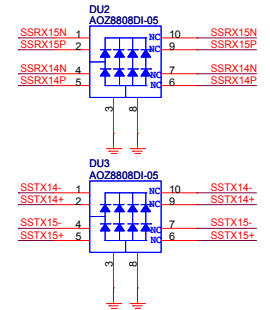 DU2
AOZ8808DI-05
SSRX15N 1 NC 10 SSRX15N
SSRX15P 2 NC 9 SSRX15P
SSRX14N 4 NC 7 SSRX14N
SSRX14P 5 NC 6 SSRX14P
3 8
DU3
AOZ8808DI-05
SSTX14- 1 NC 10 SSTX14-
SSTX14+ 2 NC 9 SSTX14+
SSTX15- 4 NC 7 SSTX15-
SSTX15+ 5 NC 6 SSTX15+
3 8